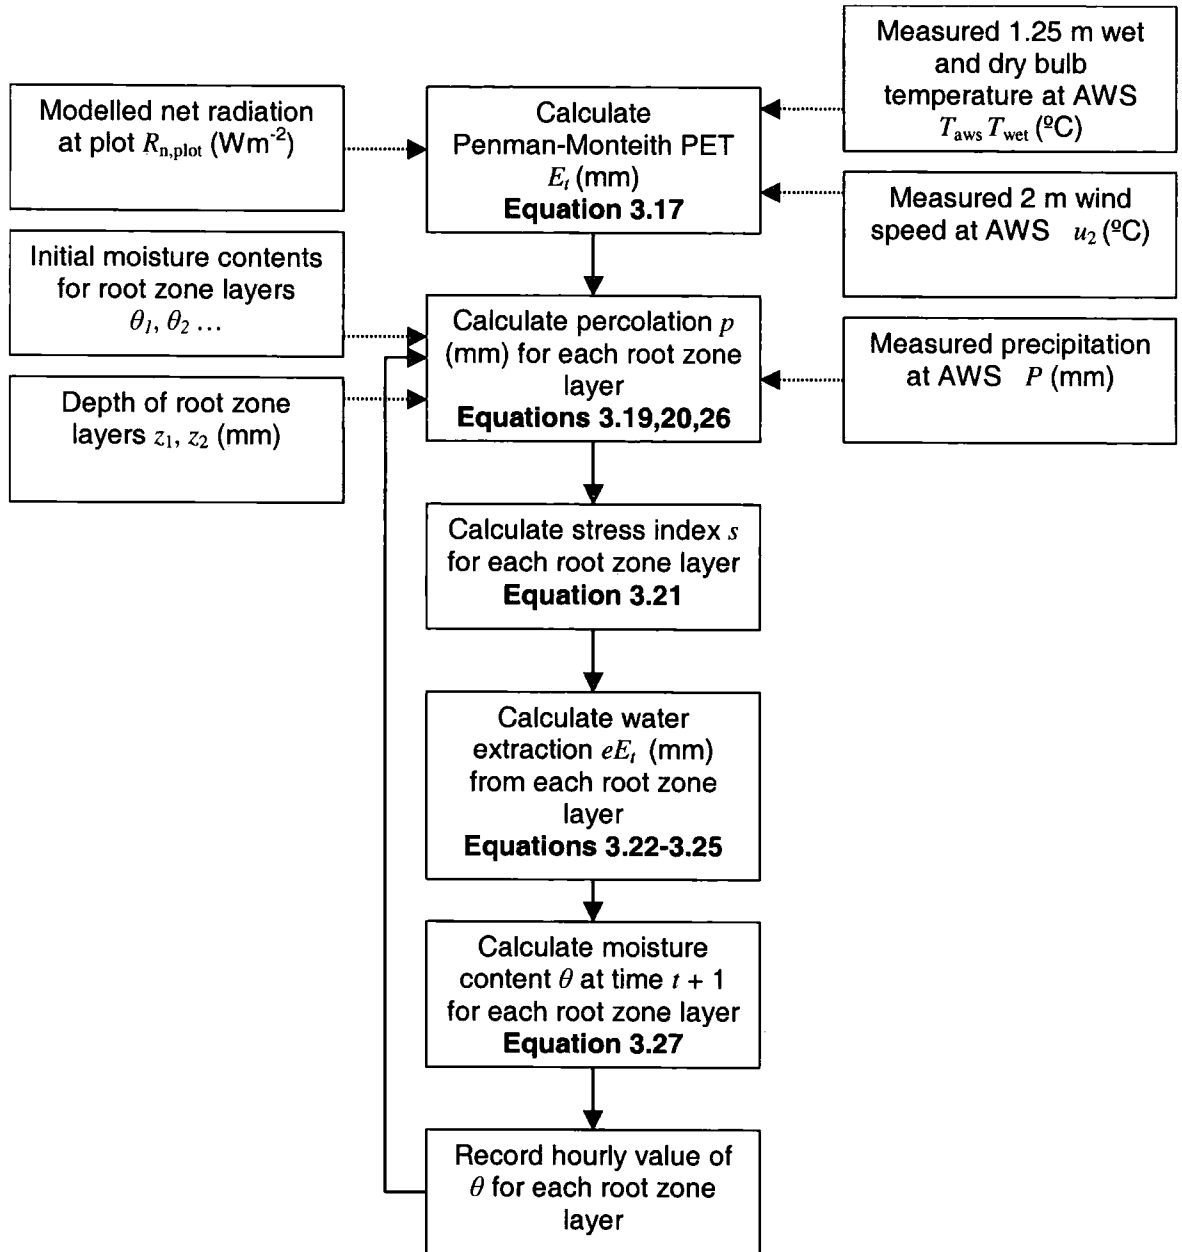 Modelled net radiation
at plot Rn,plot (Wm-2)
Calculate
Penman-Monteith PET
Et (mm)
Equation 3.17
Measured 1.25 m wet
and dry bulb
temperature at AWS
Taws Twet (ºC)
Measured 2 m wind
speed at AWS u2 (ºC)
Initial moisture contents
for root zone layers
θ1, θ2 ...
Depth of root zone
layers z1, z2 (mm)
Calculate percolation p
(mm) for each root zone
layer
Equations 3.19,20,26
Measured precipitation
at AWS P (mm)
Calculate stress index s
for each root zone layer
Equation 3.21
Calculate water
extraction eEt (mm)
from each root zone
layer
Equations 3.22-3.25
Calculate moisture
content θ at time t + 1
for each root zone layer
Equation 3.27
Record hourly value of
θ for each root zone
layer